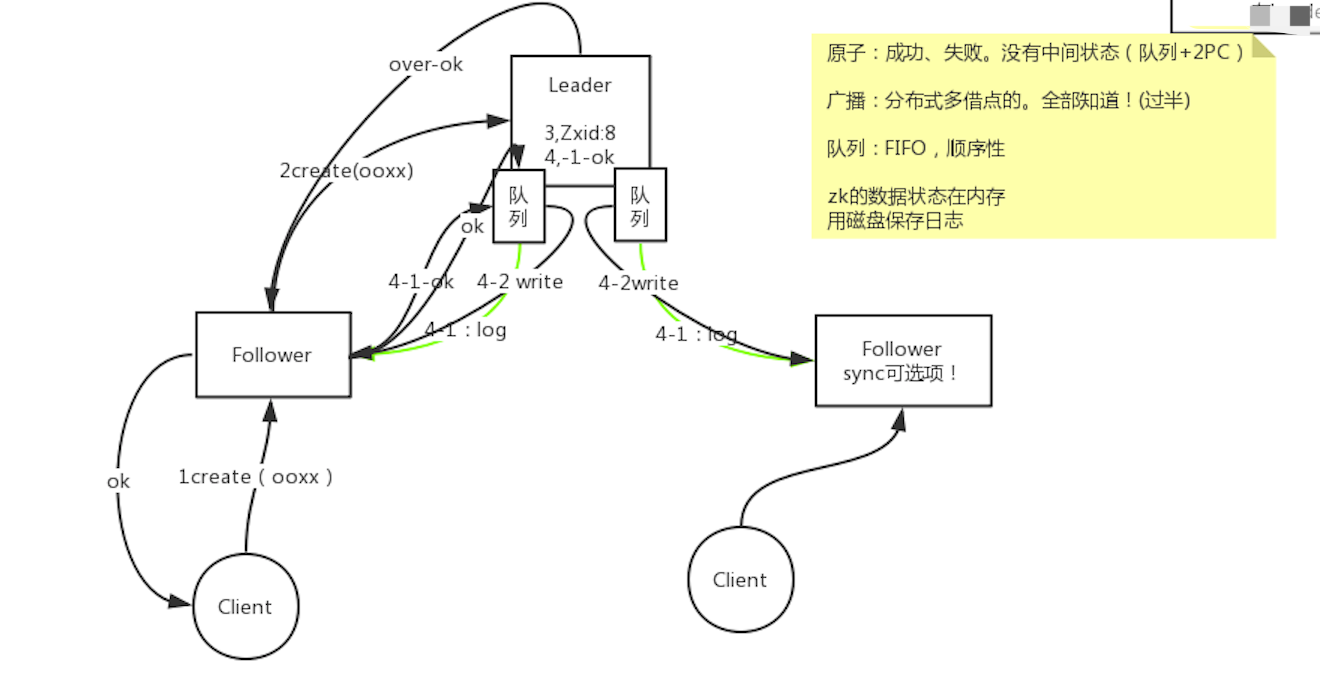 over-ok
Leader
3,Zxid:8
4,-1-ok
2create(ooxx)
队列
队列
ok
4-1-ok
4-2 write
4-2write
4-1：log
4-1：log
Follower
Follower
sync可选项！
ok
1create（ooxx）
Client
Client
原子：成功、失败。没有中间状态（队列+2PC）
广播：分布式多借点的。全部知道！(过半)
队列：FIFO，顺序性
zk的数据状态在内存
用磁盘保存日志